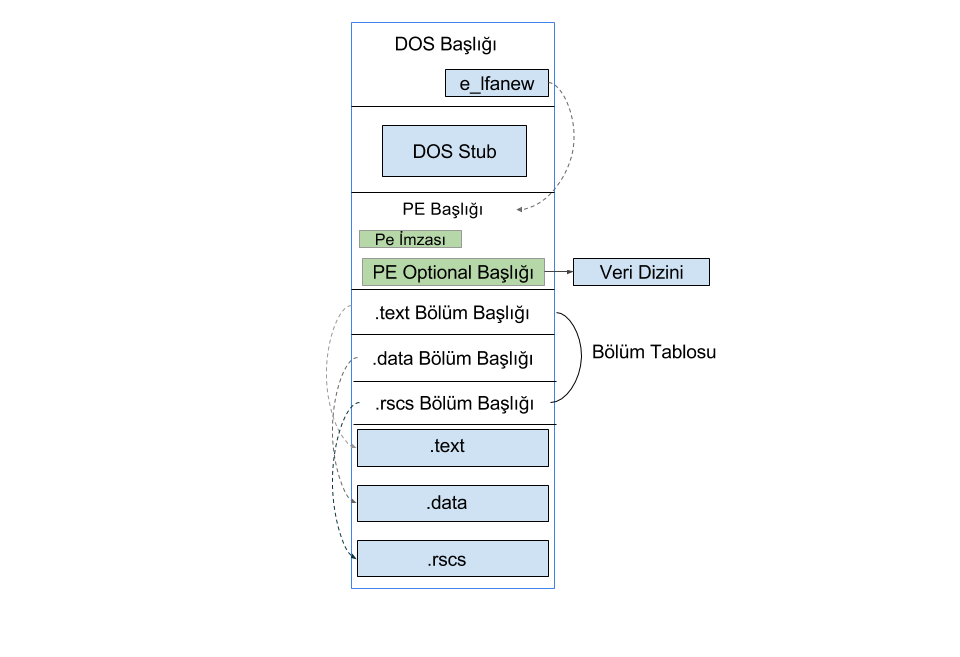 DOS Başlığı
e_lfanew
DOS Stub
PE Başlığı
Pe İmzası
PE Optional Başlığı
Veri Dizini
.text Bölüm Başlığı
.data Bölüm Başlığı
Bölüm Tablosu
.rscs Bölüm Başlığı
.text
.data
.rscs